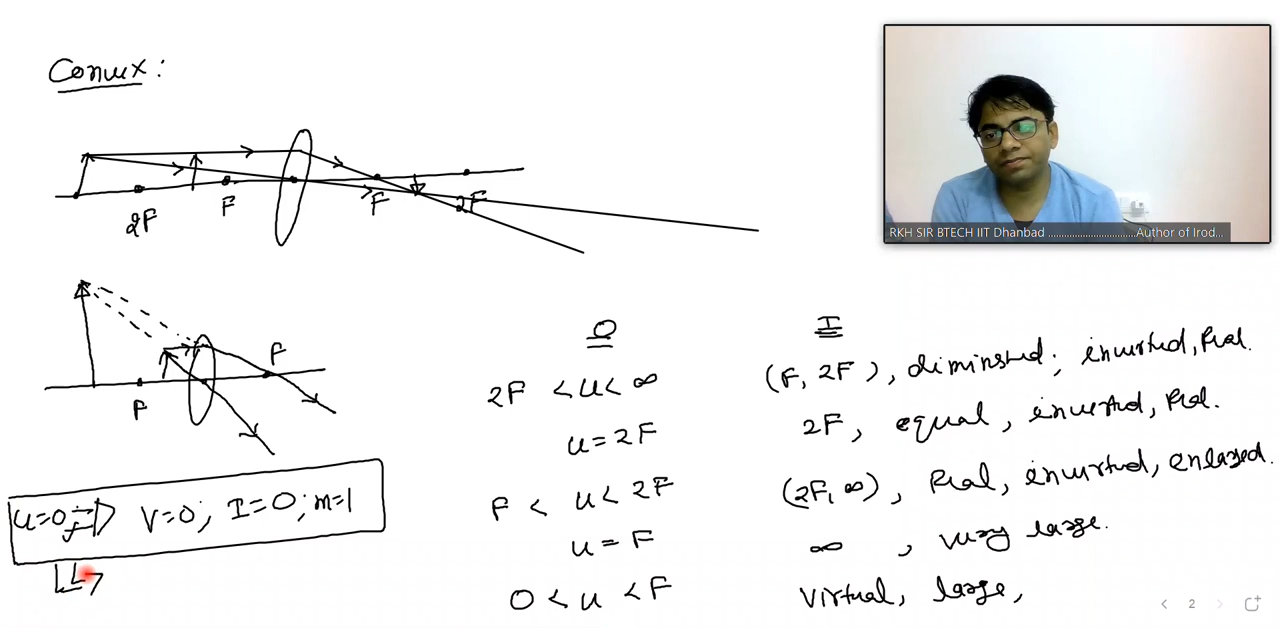 Convex :
2F F F 2F
RKH SIR BTECH IIT Dhanbad ..................................Author of Irod...
F
F
O I
2F < u < ∞ (F, 2F), diminshed; inverted, Real.
u = 2F 2F, equal, inverted, Real.
F < u < 2F (2F, ∞), Real, inverted, enlarged.
u = F ∞, very large.
0 < u < F virtual, large,
u=0 ⇒ V=0; I=O; m=1
2